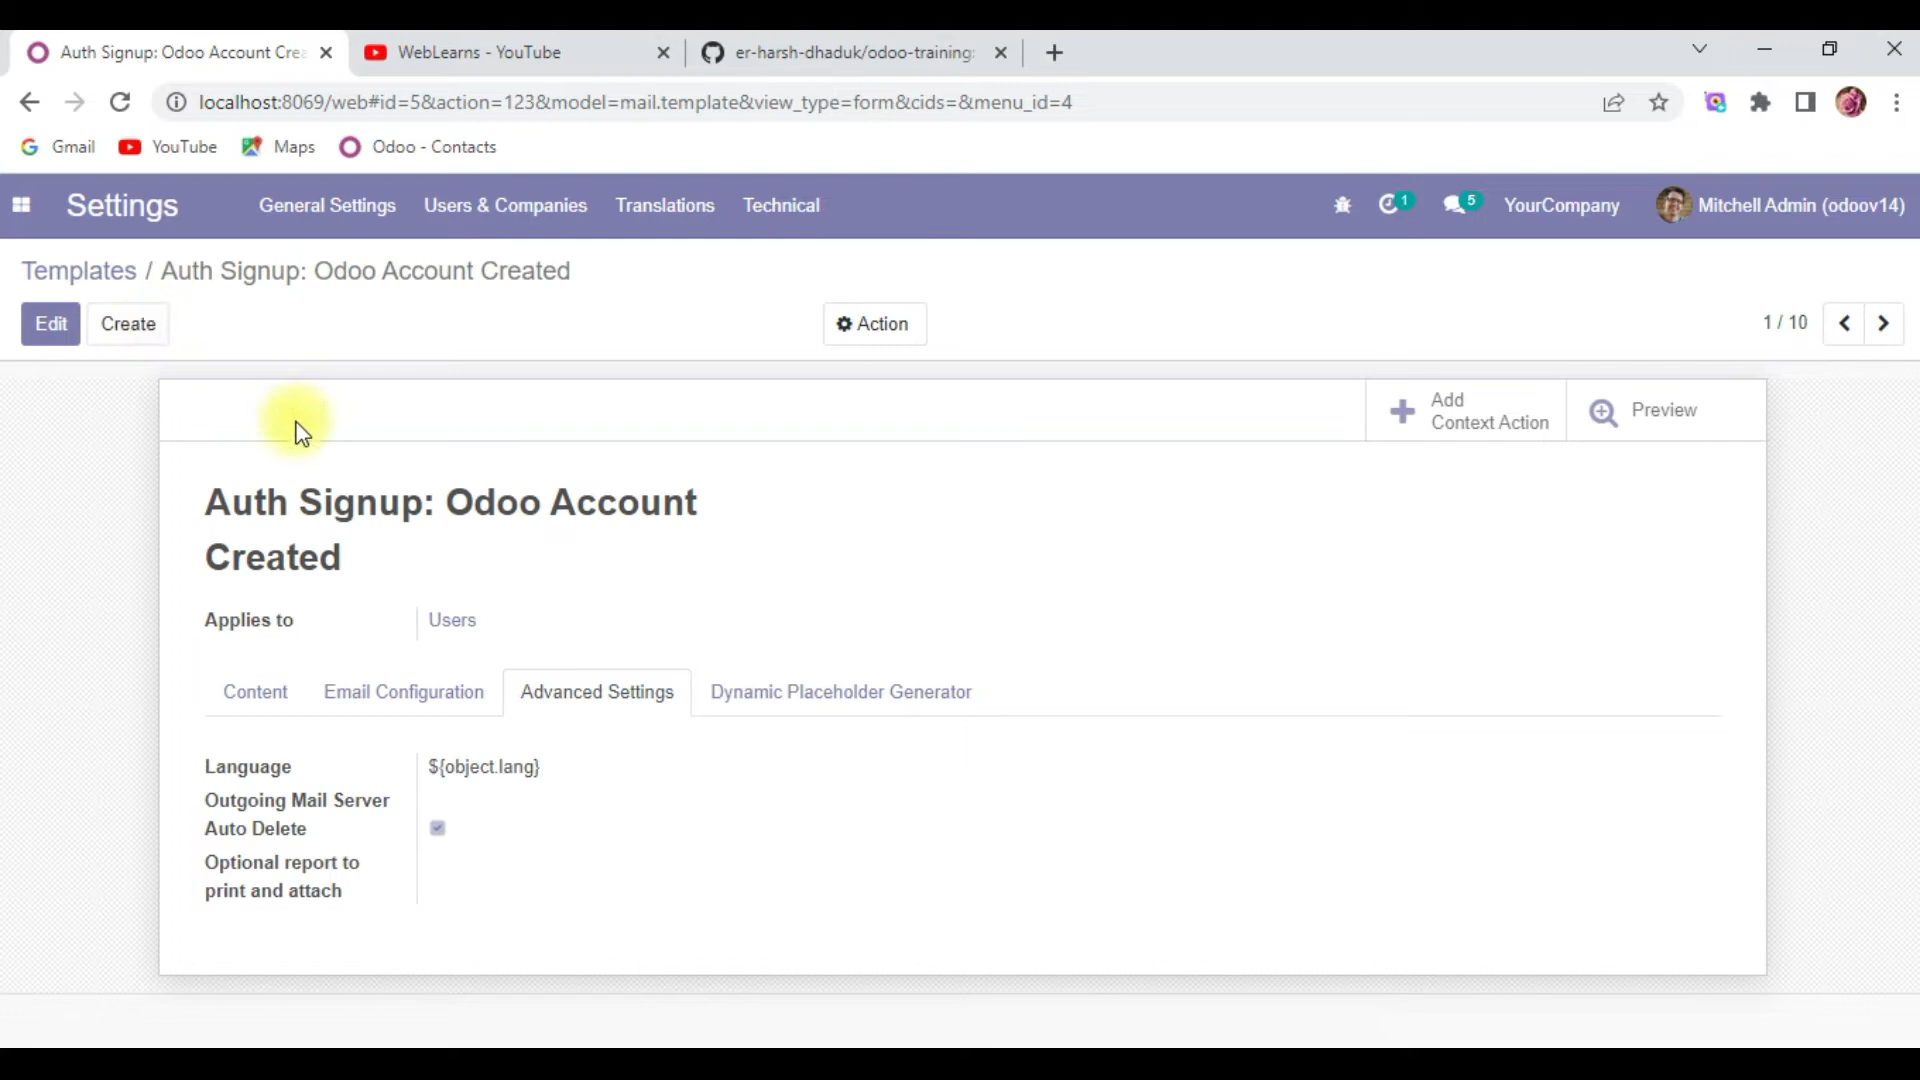 Auth Signup: Odoo Account Crea
WebLearns - YouTube
er-harsh-dhaduk/odoo-training:
localhost:8069/web#id=5&action=123&model=mail.template&view_type=form&cids=&menu_id=4
Gmail
YouTube
Maps
Odoo - Contacts
Settings
General Settings
Users & Companies
Translations
Technical
1
5
YourCompany
Mitchell Admin (odoov14)
Templates / Auth Signup: Odoo Account Created
Edit
Create
Action
1 / 10
Add
Context Action
Preview
Auth Signup: Odoo Account
Created
Applies to
Users
Content
Email Configuration
Advanced Settings
Dynamic Placeholder Generator
Language
${object.lang}
Outgoing Mail Server
Auto Delete
Optional report to
print and attach